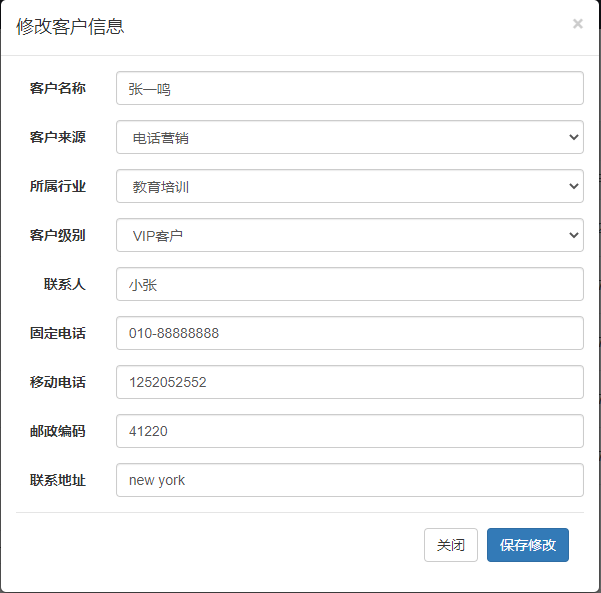 修改客户信息 ×
客户名称 张一鸣
客户来源 电话营销
所属行业 教育培训
客户级别 VIP客户
联系人 小张
固定电话 010-88888888
移动电话 1252052552
邮政编码 41220
联系地址 new york
关闭 保存修改